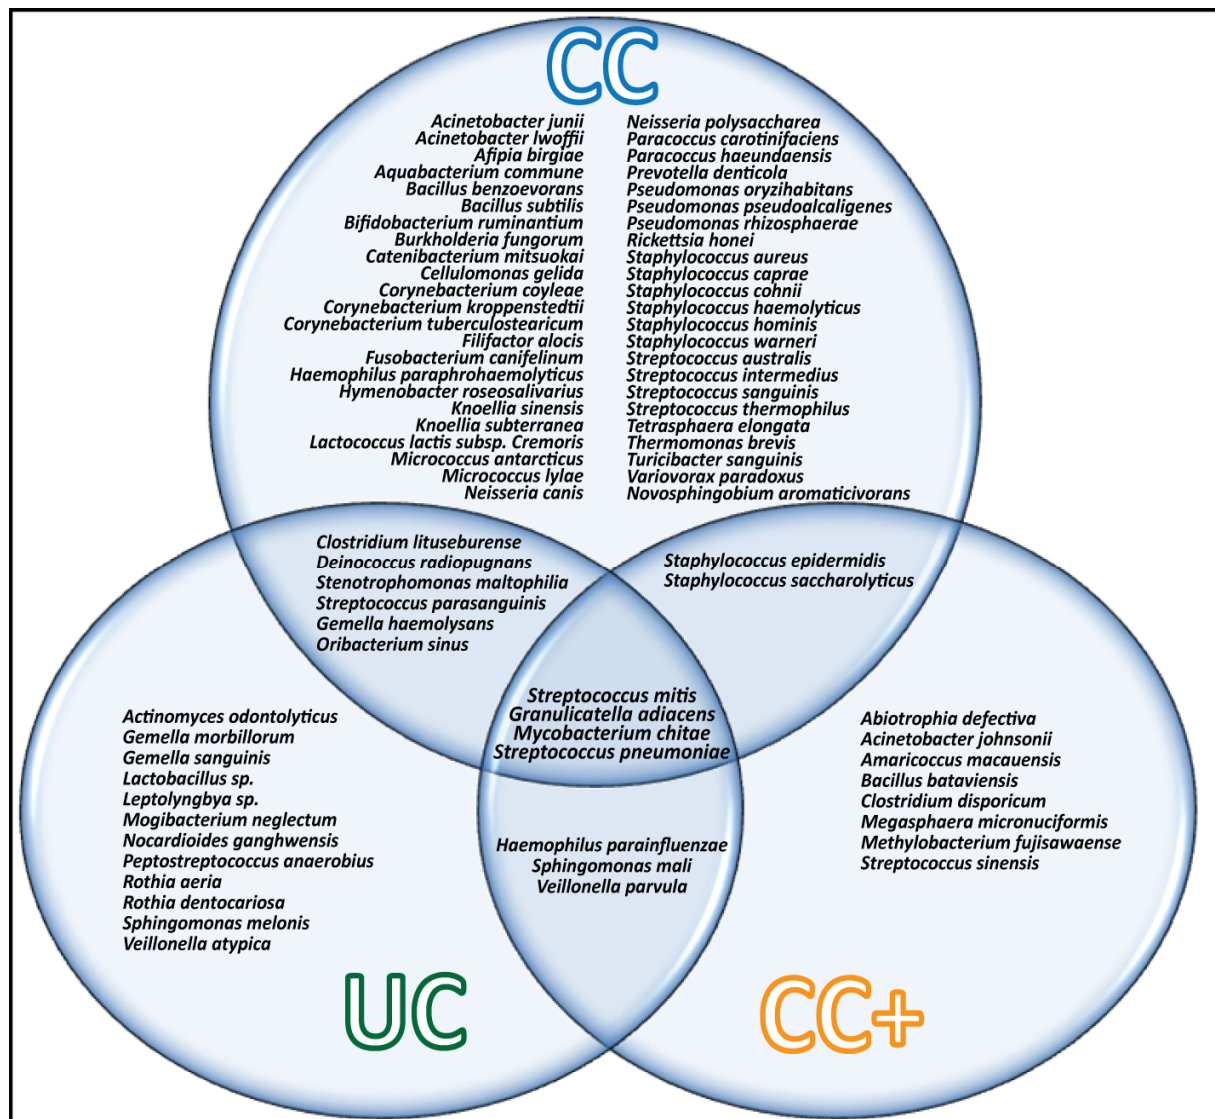 CC
Acinetobacter junii
Acinetobacter lwoffii
Afipia birgiae
Aquabacterium commune
Bacillus benzoevorans
Bacillus subtilis
Bifidobacterium ruminantium
Burkholderia fungorum
Catenibacterium mitsuokai
Cellulomonas gelida
Corynebacterium coyleae
Corynebacterium kroppenstedtii
Corynebacterium tuberculostearicum
Filifactor alocis
Fusobacterium canifelinum
Haemophilus paraphrohaemolyticus
Hymenobacter roseosalivarius
Knoellia sinensis
Knoellia subterranea
Lactococcus lactis subsp. Cremoris
Micrococcus antarcticus
Micrococcus lylae
Neisseria canis
Neisseria polysaccharea
Paracoccus carotinifaciens
Paracoccus haeundaensis
Prevotella denticola
Pseudomonas oryzihabitans
Pseudomonas pseudoalcaligenes
Pseudomonas rhizosphaerae
Rickettsia honei
Staphylococcus aureus
Staphylococcus caprae
Staphylococcus cohnii
Staphylococcus haemolyticus
Staphylococcus hominis
Staphylococcus warneri
Streptococcus australis
Streptococcus intermedius
Streptococcus sanguinis
Streptococcus thermophilus
Tetrasphaera elongata
Thermomonas brevis
Turicibacter sanguinis
Variovorax paradoxus
Novosphingobium aromaticivorans
Clostridium lituseburense
Deinococcus radiopugnans
Stenotrophomonas maltophilia
Streptococcus parasanguinis
Gemella haemolysans
Oribacterium sinus
Staphylococcus epidermidis
Staphylococcus saccharolyticus
Streptococcus mitis
Granulicatella adiacens
Mycobacterium chitae
Streptococcus pneumoniae
Actinomyces odontolyticus
Gemella morbillorum
Gemella sanguinis
Lactobacillus sp.
Leptolyngbya sp.
Mogibacterium neglectum
Nocardioides ganghwensis
Peptostreptococcus anaerobius
Rothia aeria
Rothia dentocariosa
Sphingomonas melonis
Veillonella atypica
Haemophilus parainfluenzae
Sphingomonas mali
Veillonella parvula
Abiotrophia defectiva
Acinetobacter johnsonii
Amaricoccus macauensis
Bacillus bataviensis
Clostridium disporicum
Megasphaera micronuciformis
Methylobacterium fujisawaense
Streptococcus sinensis
UC
CC+